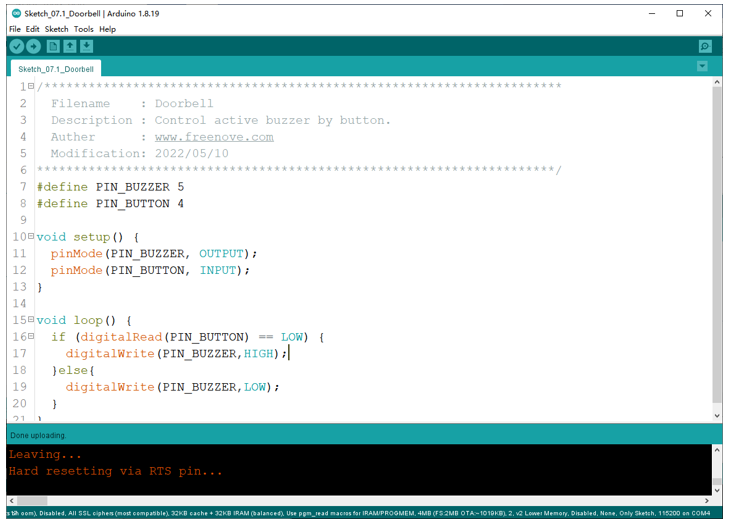 Sketch_07.1_Doorbell | Arduino 1.8.19
File Edit Sketch Tools Help
Sketch_07.1_Doorbell
1 /**********************************************************************
2 Filename : Doorbell
3 Description : Control active buzzer by button.
4 Auther : www.freenove.com
5 Modification: 2022/05/10
6 **********************************************************************/
7 #define PIN_BUZZER 5
8 #define PIN_BUTTON 4
9
10 void setup() {
11 pinMode(PIN_BUZZER, OUTPUT);
12 pinMode(PIN_BUTTON, INPUT);
13 }
14
15 void loop() {
16 if (digitalRead(PIN_BUTTON) == LOW) {
17 digitalWrite(PIN_BUZZER,HIGH);
18 }else{
19 digitalWrite(PIN_BUZZER,LOW);
20 }
21 }
Done uploading.
Leaving...
Hard resetting via RTS pin...
oom), Disabled, All SSL ciphers (most compatible), 32KB cache + 32KB IRAM (balanced), Use pgm_read macros for IRAM/PROGMEM, 4MB (FS:2MB OTA:~1019KB), 2, v2 Lower Memory, Disabled, None, Only Sketch, 115200 on COM4